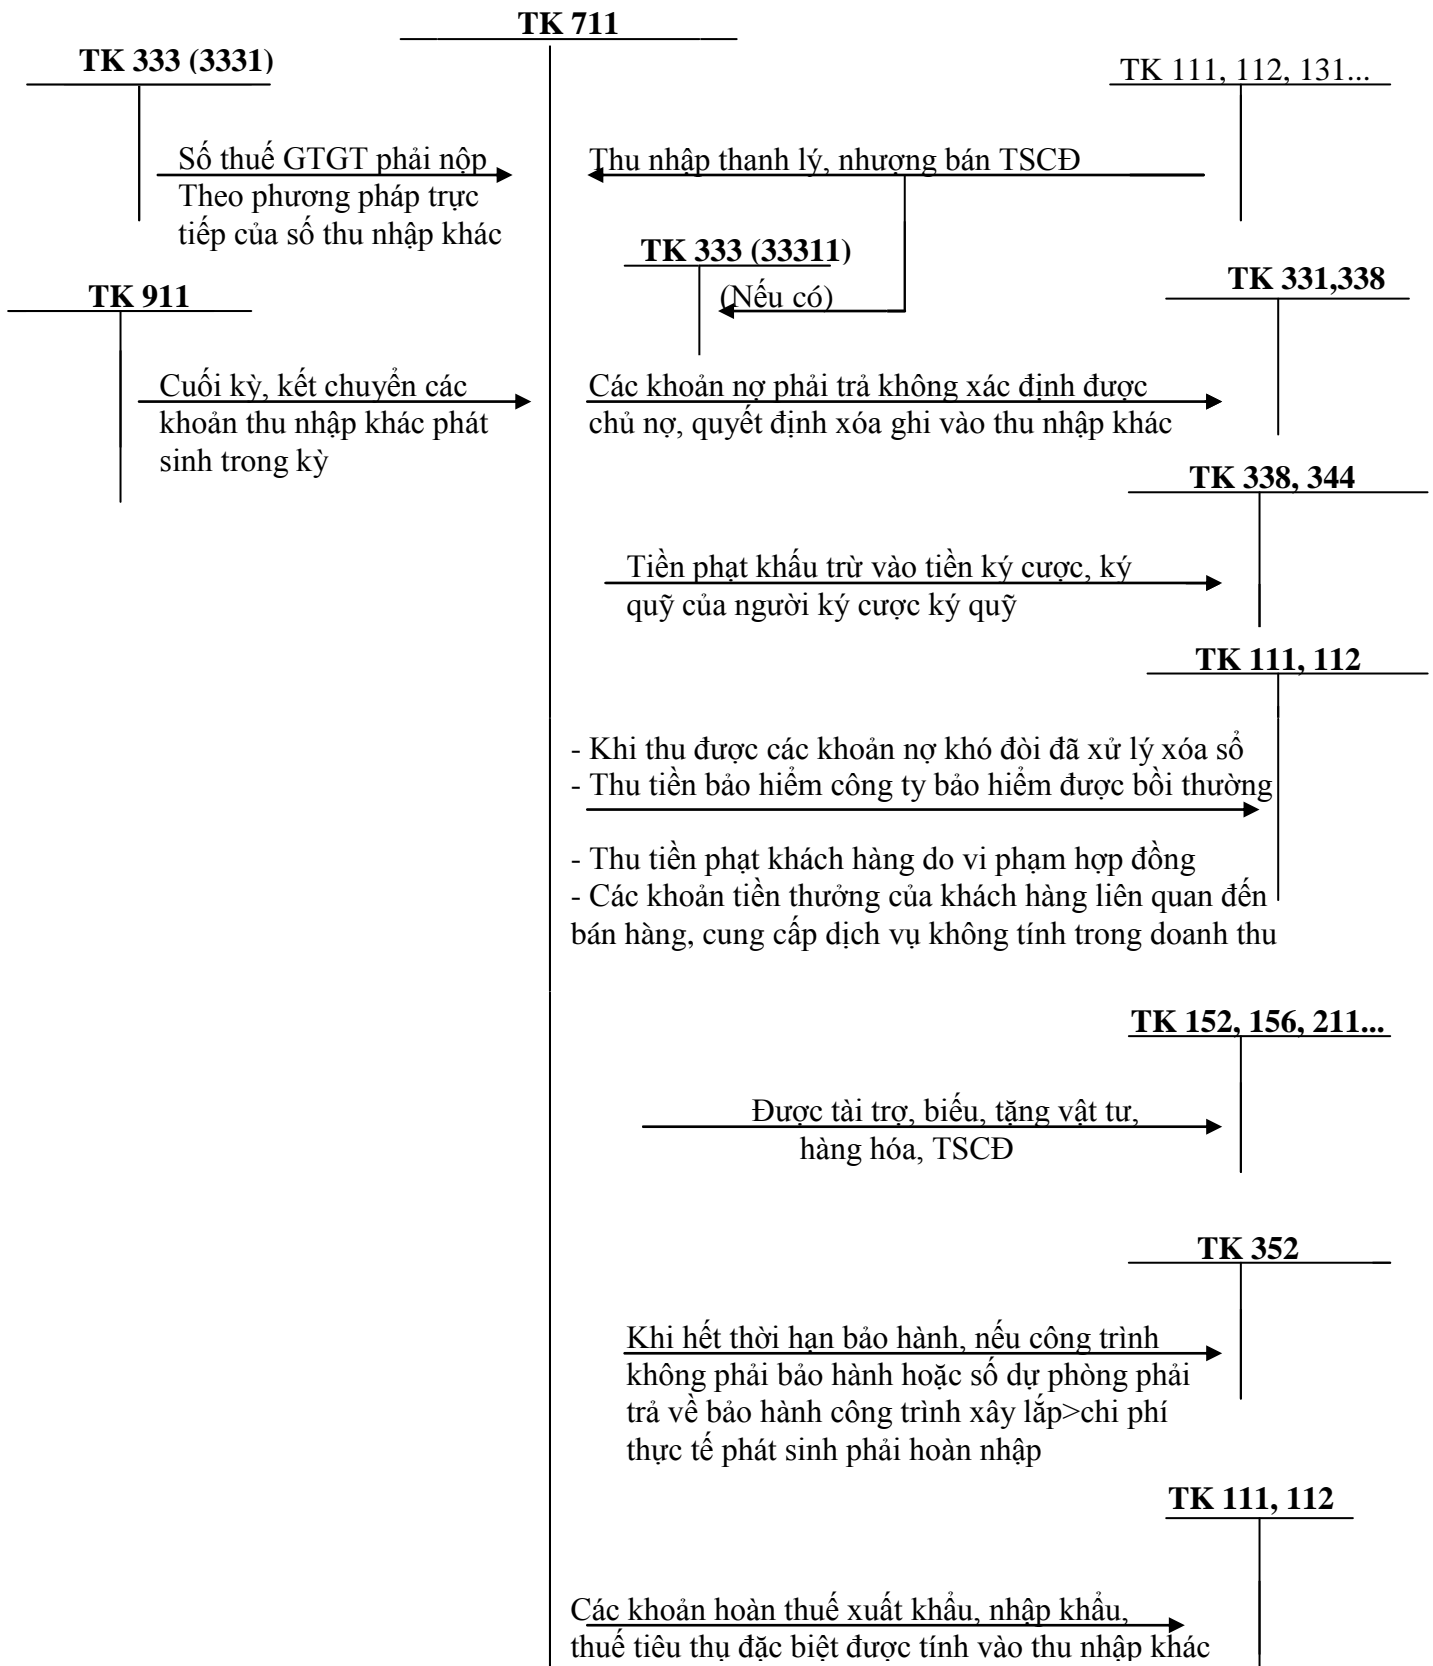 TK 711
TK 333 (3331)
TK 111, 112, 131...
Số thuế GTGT phải nộp
Theo phương pháp trực
tiếp của số thu nhập khác
Thu nhập thanh lý, nhượng bán TSCĐ
TK 333 (33311)
(Nếu có)
TK 331,338
TK 911
Cuối kỳ, kết chuyển các
khoản thu nhập khác phát
sinh trong kỳ
Các khoản nợ phải trả không xác định được
chủ nợ, quyết định xóa ghi vào thu nhập khác
TK 338, 344
Tiền phạt khấu trừ vào tiền ký cược, ký
quỹ của người ký cược ký quỹ
TK 111, 112
- Khi thu được các khoản nợ khó đòi đã xử lý xóa sổ
- Thu tiền bảo hiểm công ty bảo hiểm được bồi thường
- Thu tiền phạt khách hàng do vi phạm hợp đồng
- Các khoản tiền thưởng của khách hàng liên quan đến
bán hàng, cung cấp dịch vụ không tính trong doanh thu
TK 152, 156, 211...
Được tài trợ, biếu, tặng vật tư,
hàng hóa, TSCĐ
TK 352
Khi hết thời hạn bảo hành, nếu công trình
không phải bảo hành hoặc số dự phòng phải
trả về bảo hành công trình xây lắp>chi phí
thực tế phát sinh phải hoàn nhập
TK 111, 112
Các khoản hoàn thuế xuất khẩu, nhập khẩu,
thuế tiêu thụ đặc biệt được tính vào thu nhập khác